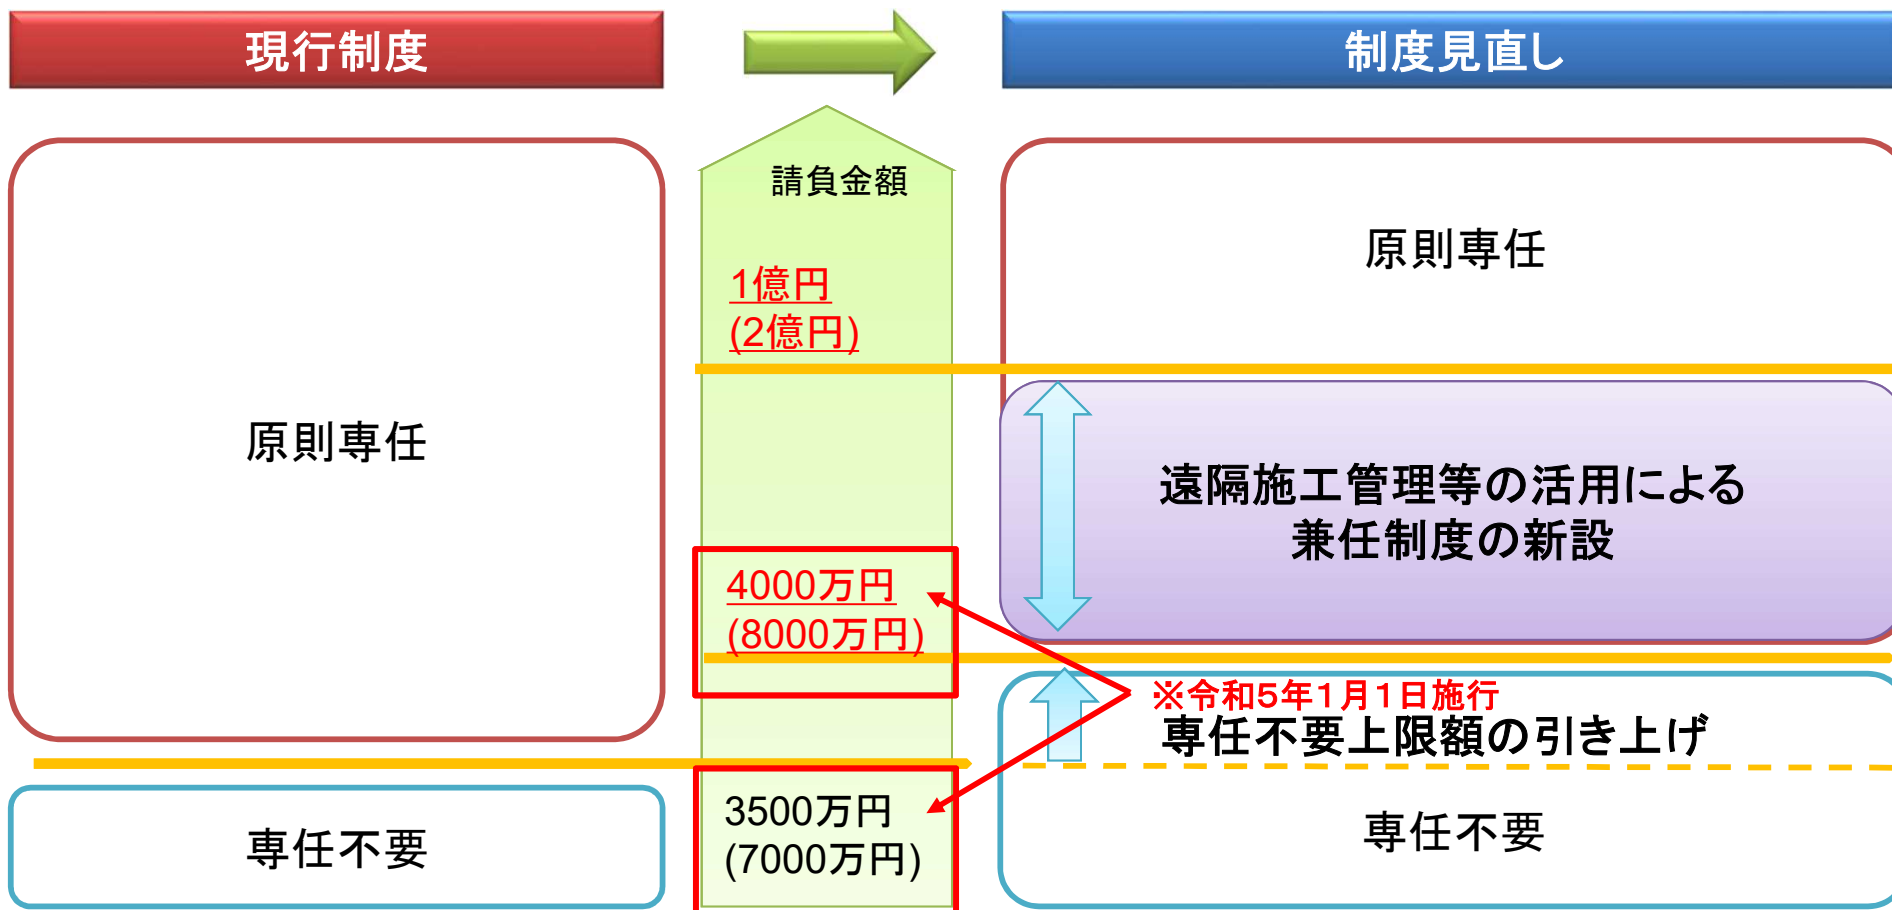 現行制度
制度見直し
請負金額
1億円
(2億円)
原則専任
原則専任
遠隔施工管理等の活用による
兼任制度の新設
4000万円
(8000万円)
※令和5年1月1日施行
専任不要上限額の引き上げ
3500万円
(7000万円)
専任不要
専任不要